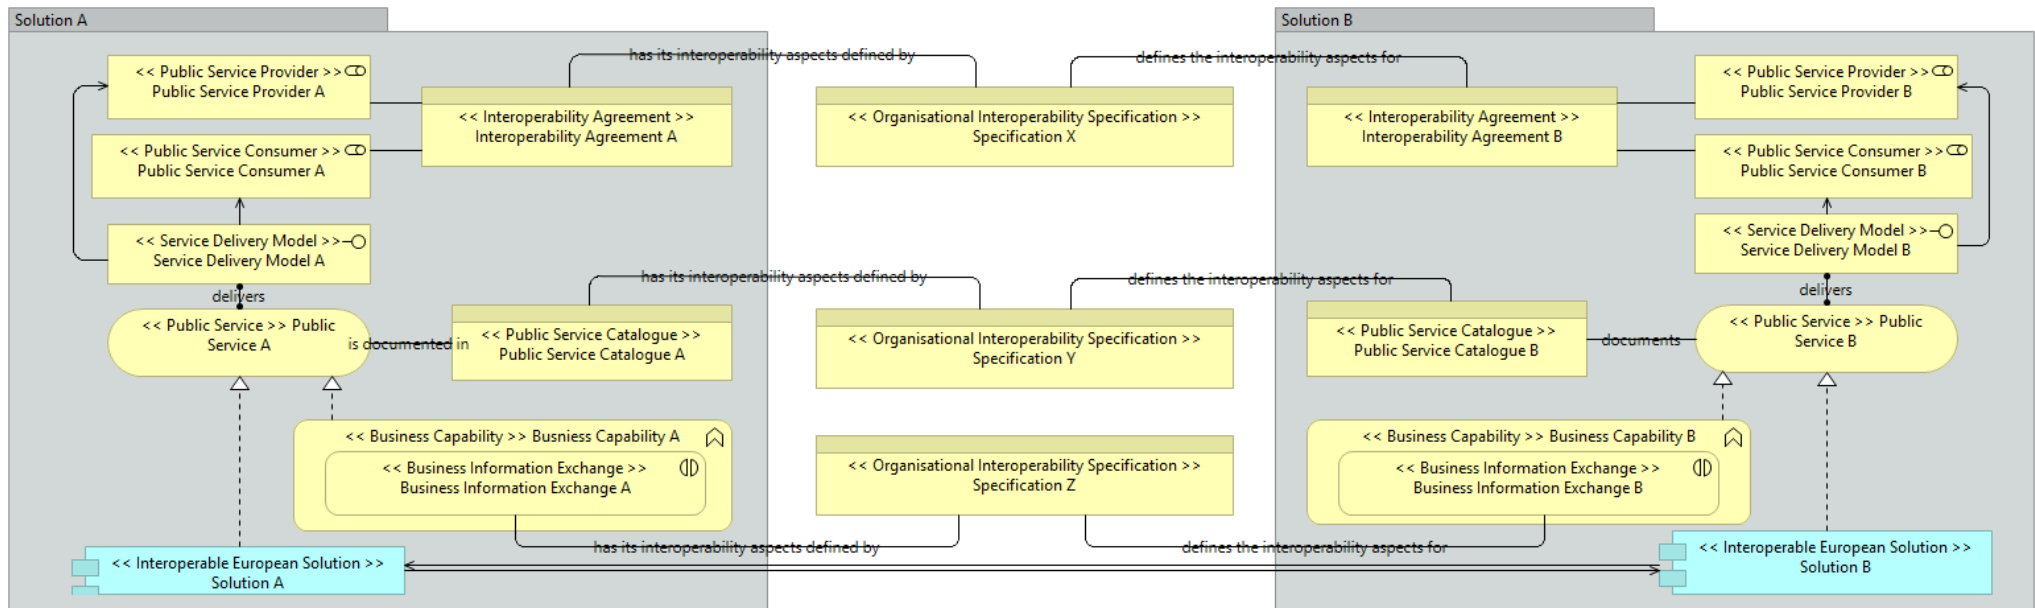 Solution A
Solution B
has its interoperability aspects defined by
defines the interoperability aspects for
<< Public Service Provider >>
Public Service Provider A
<< Interoperability Agreement >>
Interoperability Agreement A
<< Organisational Interoperability Specification >>
Specification X
<< Interoperability Agreement >>
Interoperability Agreement B
<< Public Service Provider >>
Public Service Provider B
<< Public Service Consumer >>
Public Service Consumer A
<< Public Service Consumer >>
Public Service Consumer B
<< Service Delivery Model >>
Service Delivery Model A
<< Service Delivery Model >>
Service Delivery Model B
has its interoperability aspects defined by
defines the interoperability aspects for
delivers
delivers
<< Public Service >> Public
Service A
is documented in
<< Public Service Catalogue >>
Public Service Catalogue A
<< Organisational Interoperability Specification >>
Specification Y
<< Public Service Catalogue >>
Public Service Catalogue B
documents
<< Public Service >> Public
Service B
<< Business Capability >> Busniess Capability A
<< Business Information Exchange >>
Business Information Exchange A
<< Organisational Interoperability Specification >>
Specification Z
<< Business Capability >> Business Capability B
<< Business Information Exchange >>
Business Information Exchange B
has its interoperability aspects defined by
defines the interoperability aspects for
<< Interoperable European Solution >>
Solution A
<< Interoperable European Solution >>
Solution B